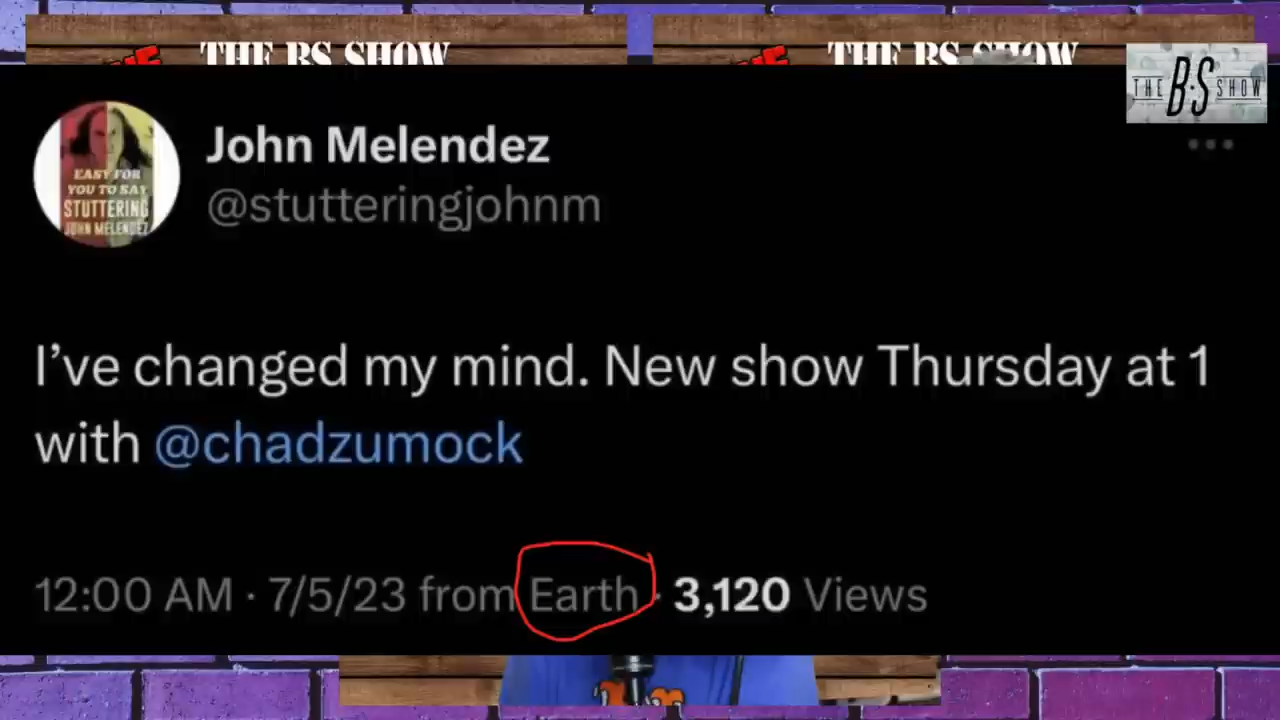 THE BS SHOW
THE BS SHOW
THE B·S SHOW
John Melendez
@stutteringjohnm
EASY FOR
YOU TO SAY
STUTTERING
JOHN MELENDEZ
I've changed my mind. New show Thursday at 1
with @chadzumock
12:00 AM · 7/5/23 from Earth · 3,120 Views